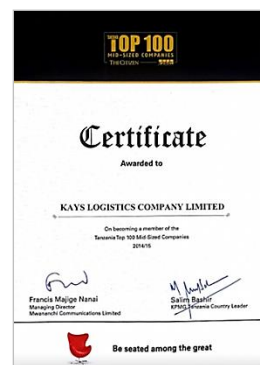 TOP 100
MID-SIZED COMPANIES
THE CITIZEN
Certificate
Awarded to
KAYS LOGISTICS COMPANY LIMITED
On becoming a member of the
Tanzania Top 100 Mid-Sized Companies
2014/15
Francis Majige Nanai
Managing Director
Mwananchi Communications Limited
Salim Bashir
KPMG Tanzania Country Leader
Be seated among the great